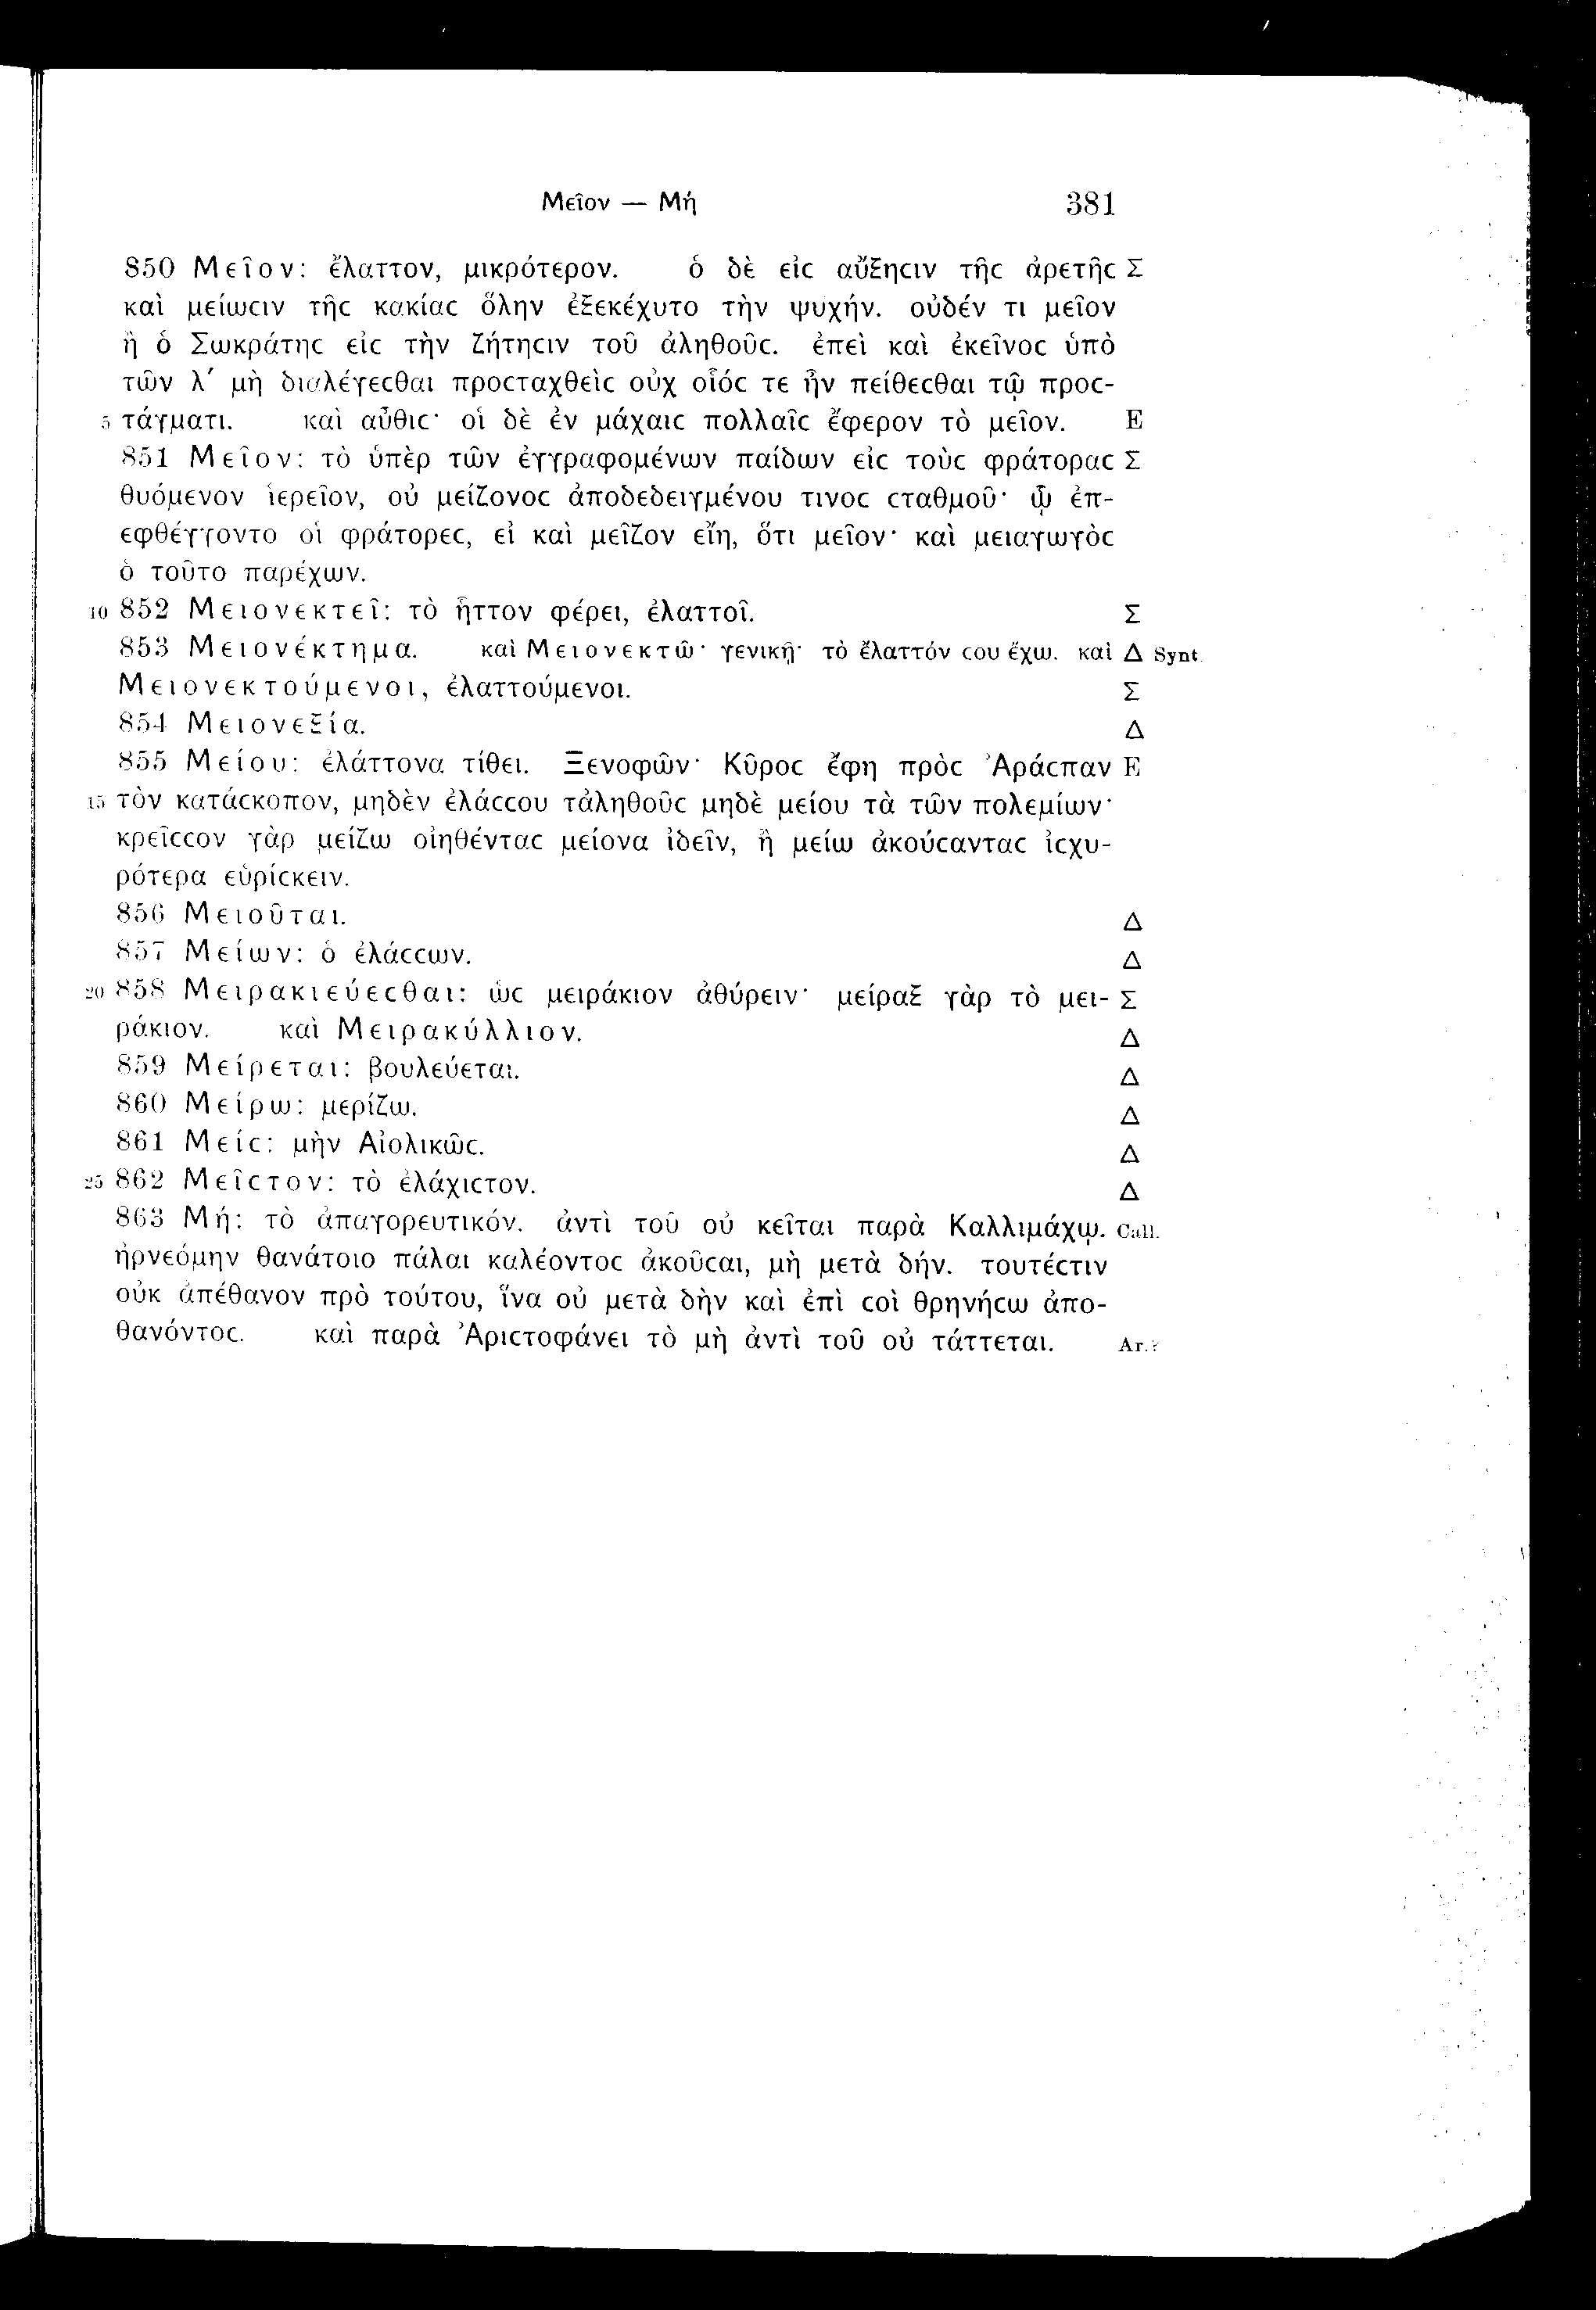 Μεῖον — Μή 381
850 Μεῖον: ἔλαττον, μικρότερον. ὁ δὲ εἰς αὔξηςιν τῆς ἀρετῆς Σ
καὶ μείωςιν τῆς κακίας ὅλην ἐξεκέχυτο τὴν ψυχήν. οὐδέν τι μεῖον
ἢ ὁ Σωκράτης εἰς τὴν ζήτηςιν τοῦ ἀληθοῦς. ἐπεὶ καὶ ἐκεῖνος ὑπὸ
τῶν λʹ μὴ διαλέγεςθαι προςταχθεὶς οὐχ οἷός τε ἦν πείθεςθαι τῷ προς-
5 τάγματι. καὶ αὖθις· οἱ δὲ ἐν μάχαις πολλαῖς ἔφερον τὸ μεῖον. E
851 Μεῖον: τὸ ὑπὲρ τῶν ἐγγραφομένων παίδων εἰς τοὺς φράτορας Σ
θυόμενον ἱερεῖον, οὐ μείζονος ἀποδεδειγμένου τινος ςταθμοῦ· ᾧ ἐπ-
εφθέγγοντο οἱ φράτορες, εἰ καὶ μεῖζον εἴη, ὅτι μεῖον· καὶ μειαγωγὸς
ὁ τοῦτο παρέχων.
10 852 Μειονεκτεῖ: τὸ ἧττον φέρει, ἐλαττοῖ. Σ
853 Μειονέκτημα. καὶ Μειονεκτῶ· γενικῇ· τὸ ἔλαττόν ςου ἔχω. καὶ Δ Synt.
Μειονεκτούμενοι, ἐλαττούμενοι. Σ
854 Μειονεξία. Δ
855 Μείου: ἐλάττονα τίθει. Ξενοφῶν· Κῦρος ἔφη πρὸς Ἀράςπαν E
15 τὸν κατάςκοπον, μηδὲν ἐλάςςου τἀληθοῦς μηδὲ μείου τὰ τῶν πολεμίων·
κρεῖςςον γὰρ μείζω οἰηθέντας μείονα ἰδεῖν, ἢ μείω ἀκούςαντας ἰςχυ-
ρότερα εὑρίςκειν.
856 Μειοῦται. Δ
857 Μείων: ὁ ἐλάςςων. Δ
20 858 Μειρακιεύεςθαι: ὡς μειράκιον ἀθύρειν· μείραξ γὰρ τὸ μει- Σ
ράκιον. καὶ Μειρακύλλιον. Δ
859 Μείρεται: βουλεύεται. Δ
860 Μείρω: μερίζω. Δ
861 Μείς: μὴν Αἰολικῶς. Δ
25 862 Μεῖςτον: τὸ ἐλάχιςτον. Δ
863 Μή: τὸ ἀπαγορευτικόν. ἀντὶ τοῦ οὐ κεῖται παρὰ Καλλιμάχῳ. Call.
ἠρνεόμην θανάτοιο πάλαι καλέοντος ἀκοῦςαι, μὴ μετὰ δήν. τουτέςτιν
οὐκ ἀπέθανον πρὸ τούτου, ἵνα οὐ μετὰ δὴν καὶ ἐπὶ ςοὶ θρηνήςω ἀπο-
θανόντος. καὶ παρὰ Ἀριςτοφάνει τὸ μὴ ἀντὶ τοῦ οὐ τάττεται. Ar.?